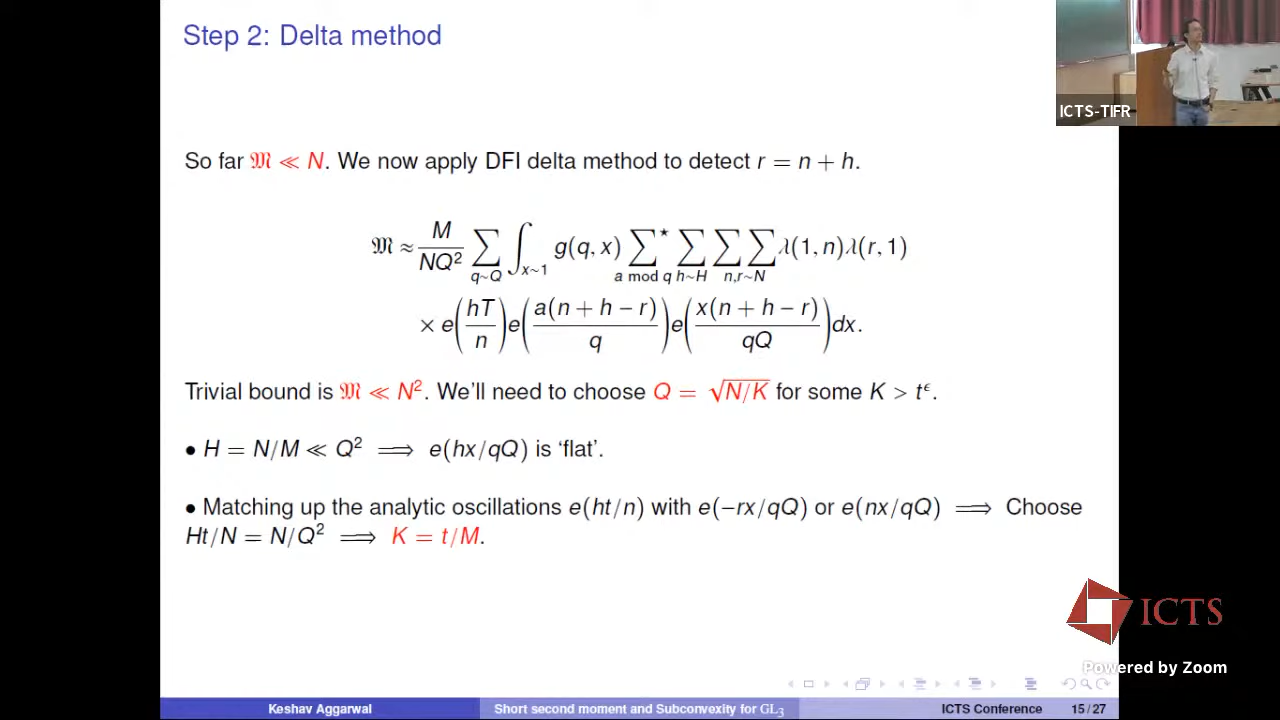 Step 2: Delta method
ICTS-TIFR
So far 𝔐 ≪ N. We now apply DFI delta method to detect r = n + h.
𝔐 ≈ M/(NQ²) ∑_{q∼Q} ∫_{x∼1} g(q, x) ∑*_{a mod q} ∑_{h∼H} ∑∑_{n,r∼N} λ(1, n)λ(r, 1)
× e(hT/n) e(a(n + h − r)/q) e(x(n + h − r)/qQ) dx.
Trivial bound is 𝔐 ≪ N². We'll need to choose Q = √(N/K) for some K > t^ϵ.
• H = N/M ≪ Q² ⟹ e(hx/qQ) is 'flat'.
• Matching up the analytic oscillations e(ht/n) with e(−rx/qQ) or e(nx/qQ) ⟹ Choose
Ht/N = N/Q² ⟹ K = t/M.
ICTS
Powered by Zoom
Keshav Aggarwal Short second moment and Subconvexity for GL₃ ICTS Conference 15/27